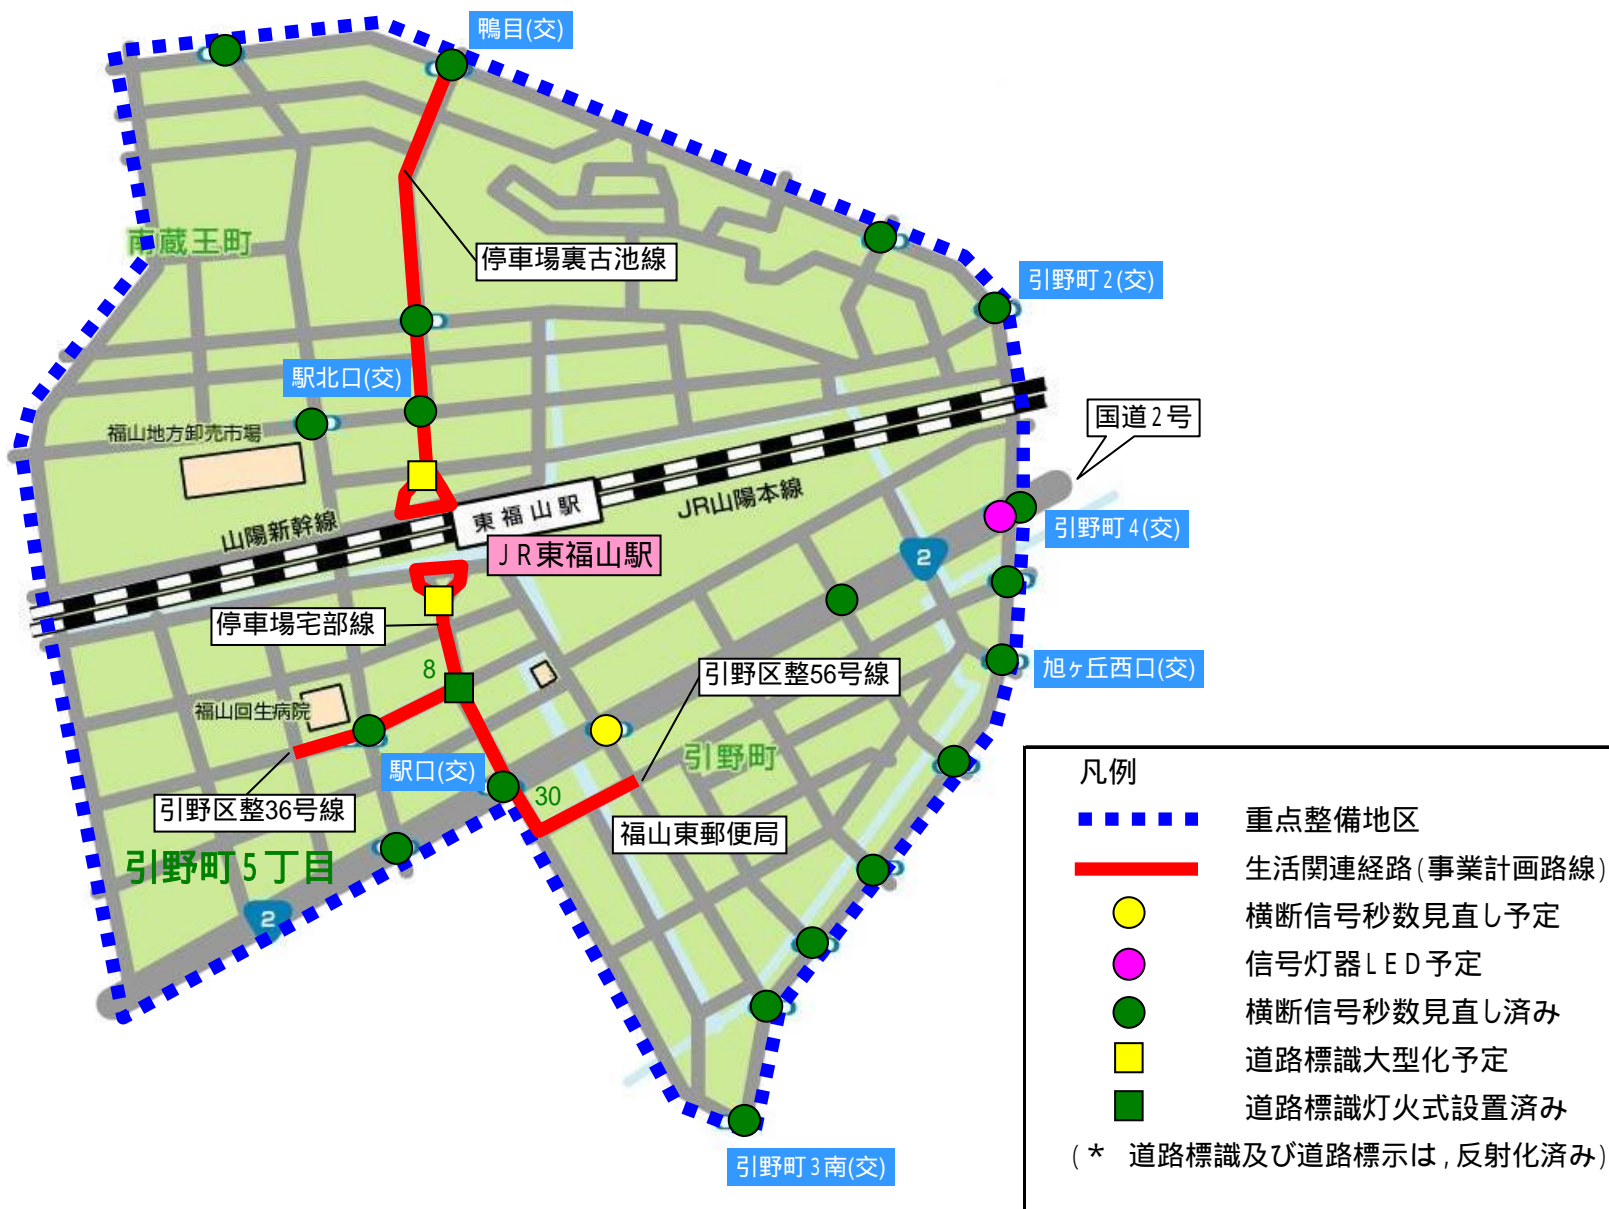 鴨目(交)
南蔵王町
停車場裏古池線
引野町2(交)
駅北口(交)
国道2号
福山地方卸売市場
JR山陽本線
東福山駅
山陽新幹線
引野町4(交)
JR東福山駅
2
停車場宅部線
8
引野区整56号線
旭ヶ丘西口(交)
福山回生病院
引野町
駅口(交)
30
引野区整36号線
福山東郵便局
引野町5丁目
2
引野町3南(交)
凡例
重点整備地区
生活関連経路(事業計画路線)
横断信号秒数見直し予定
信号灯器LED予定
横断信号秒数見直し済み
道路標識大型化予定
道路標識灯火式設置済み
(* 道路標識及び道路標示は,反射化済み)